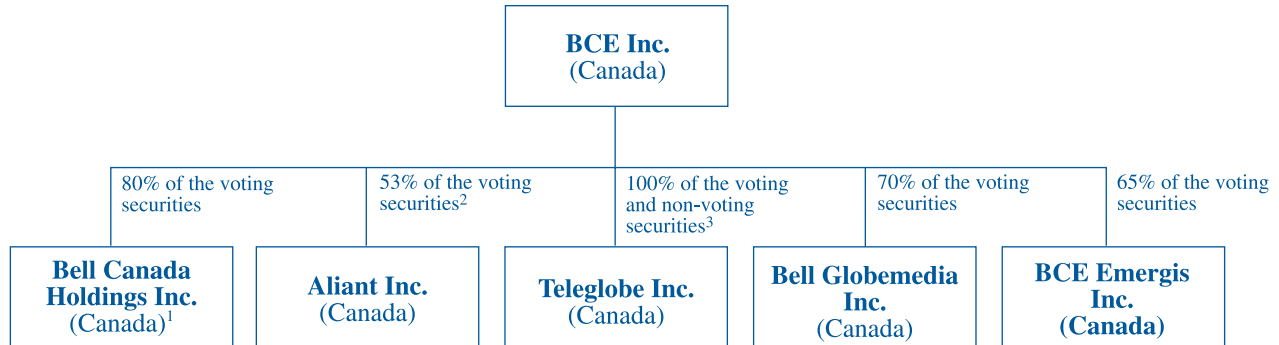 BCE Inc.
(Canada)
80% of the voting
securities
53% of the voting
securities²
100% of the voting
and non-voting
securities³
70% of the voting
securities
65% of the voting
securities
Bell Canada
Holdings Inc.
(Canada)¹
Aliant Inc.
(Canada)
Teleglobe Inc.
(Canada)
Bell Globemedia
Inc.
(Canada)
BCE Emergis
Inc.
(Canada)